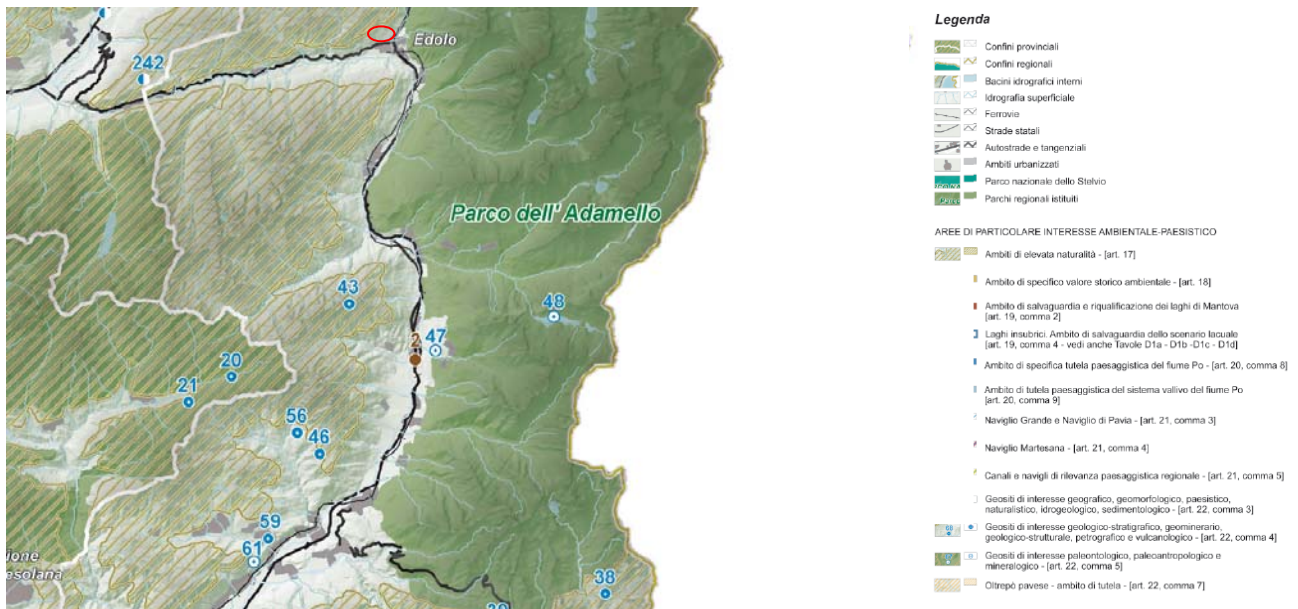 Edolo
242
Parco dell' Adamello
43
48
2
47
20
21
56
46
59
61
ione
esolana
38
39
Legenda
Confini provinciali
Confini regionali
Bacini idrografici interni
Idrografia superficiale
Ferrovie
Strade statali
Autostrade e tangenziali
Ambiti urbanizzati
Parco nazionale dello Stelvio
Parchi regionali istituiti
AREE DI PARTICOLARE INTERESSE AMBIENTALE-PAESISTICO
Ambiti di elevata naturalità - [art. 17]
Ambito di specifico valore storico ambientale - [art. 18]
Ambito di salvaguardia e riqualificazione dei laghi di Mantova
[art. 19, comma 2]
Laghi insubrici. Ambito di salvaguardia dello scenario lacuale
[art. 19, comma 4 - vedi anche Tavole D1a - D1b -D1c - D1d]
Ambito di specifica tutela paesaggistica del fiume Po - [art. 20, comma 8]
Ambito di tutela paesaggistica del sistema vallivo del fiume Po
[art. 20, comma 9]
Naviglio Grande e Naviglio di Pavia - [art. 21, comma 3]
Naviglio Martesana - [art. 21, comma 4]
Canali e navigli di rilevanza paesaggistica regionale - [art. 21, comma 5]
Geositi di interesse geografico, geomorfologico, paesistico,
naturalistico, idrogeologico, sedimentologico - [art. 22, comma 3]
Geositi di interesse geologico-stratigrafico, geominerario,
geologico-strutturale, petrografico e vulcanologico - [art. 22, comma 4]
Geositi di interesse paleontologico, paleoantropologico e
mineralogico - [art. 22, comma 5]
Oltrepò pavese - ambito di tutela - [art. 22, comma 7]